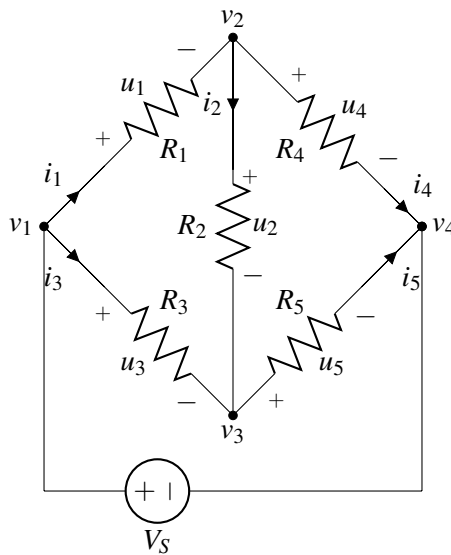 v₂
− +
u₁ i₂ u₄
+ R₁ R₄ −
i₁ + i₄
v₁ R₂ u₂ v₄
i₃ − i₅
+ R₃ R₅ −
u₃ u₅
− +
v₃
+ −
V_S